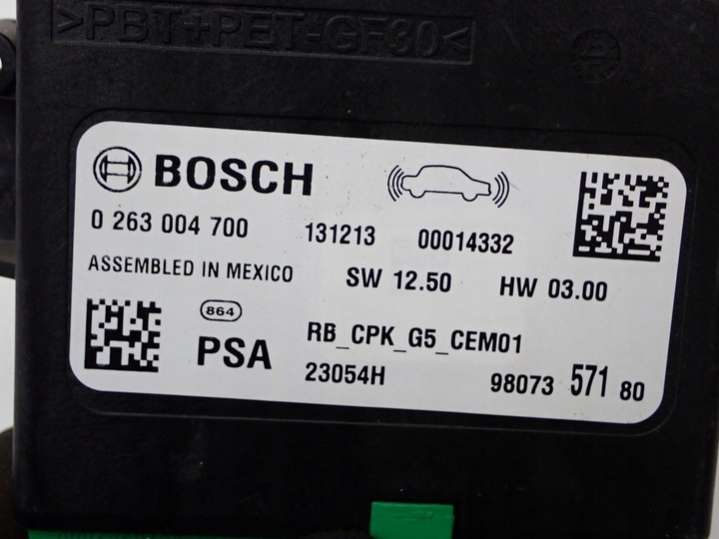 >PBT+PET-GF30<
BOSCH
0 263 004 700 131213 00014332
ASSEMBLED IN MEXICO SW 12.50 HW 03.00
864
PSA RB_CPK_G5_CEM01
23054H 98073 571 80